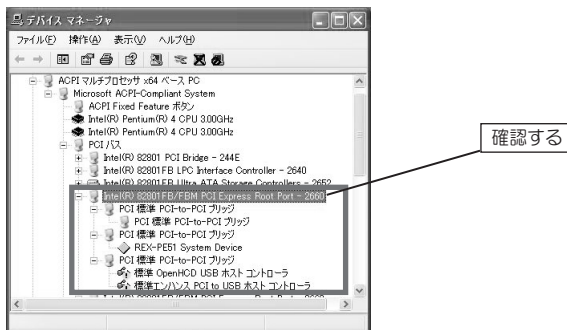 デバイス マネージャ
ファイル(F) 操作(A) 表示(V) ヘルプ(H)
ACPI マルチプロセッサ x64 ベース PC
Microsoft ACPI-Compliant System
ACPI Fixed Feature ボタン
Intel(R) Pentium(R) 4 CPU 3.00GHz
Intel(R) Pentium(R) 4 CPU 3.00GHz
PCI バス
Intel(R) 82801 PCI Bridge - 244E
Intel(R) 82801FB LPC Interface Controller - 2640
Intel(R) 82801FB Ultra ATA Storage Controllers - 2652
Intel(R) 82801FB/FBM PCI Express Root Port - 2660
PCI 標準 PCI-to-PCI ブリッジ
PCI 標準 PCI-to-PCI ブリッジ
PCI 標準 PCI-to-PCI ブリッジ
REX-PE51 System Device
PCI 標準 PCI-to-PCI ブリッジ
標準 OpenHCD USB ホスト コントローラ
標準エンハンス PCI to USB ホスト コントローラ
確認する